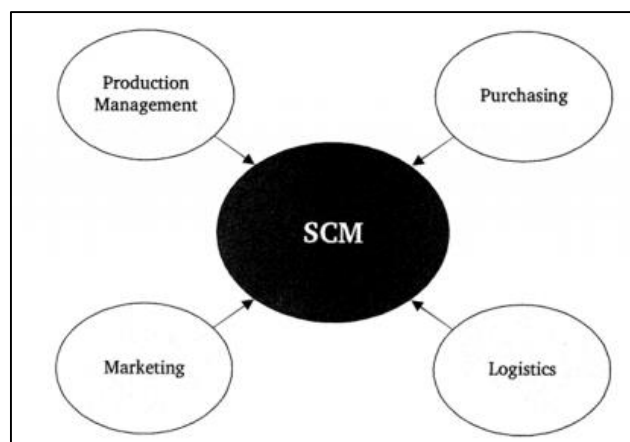 Production
Management
Purchasing
SCM
Marketing
Logistics